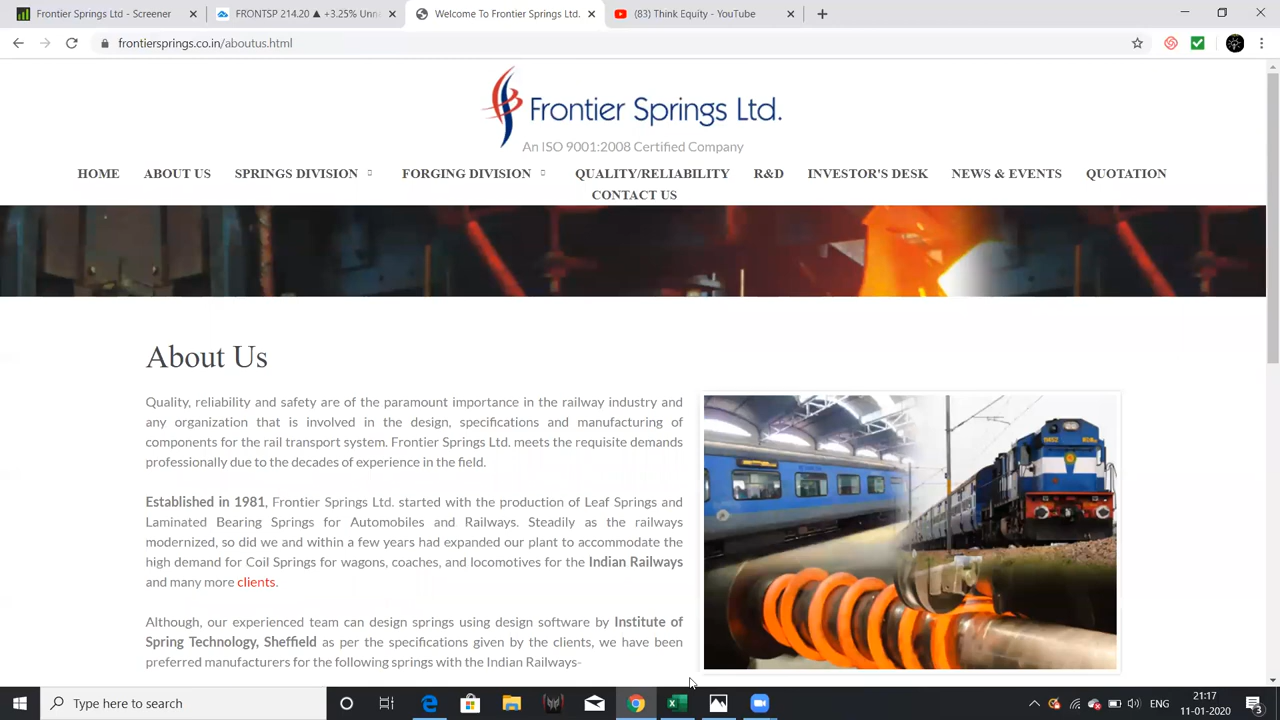 Frontier Springs Ltd - Screener
FRONTSP 214.20 ▲ +3.25% Unn
Welcome To Frontier Springs Ltd.
(83) Think Equity - YouTube
frontiersprings.co.in/aboutus.html
Frontier Springs Ltd.
An ISO 9001:2008 Certified Company
HOME ABOUT US SPRINGS DIVISION FORGING DIVISION QUALITY/RELIABILITY R&D INVESTOR'S DESK NEWS & EVENTS QUOTATION
CONTACT US
About Us
Quality, reliability and safety are of the paramount importance in the railway industry and
any organization that is involved in the design, specifications and manufacturing of
components for the rail transport system. Frontier Springs Ltd. meets the requisite demands
professionally due to the decades of experience in the field.
Established in 1981, Frontier Springs Ltd. started with the production of Leaf Springs and
Laminated Bearing Springs for Automobiles and Railways. Steadily as the railways
modernized, so did we and within a few years had expanded our plant to accommodate the
high demand for Coil Springs for wagons, coaches, and locomotives for the Indian Railways
and many more clients.
Although, our experienced team can design springs using design software by Institute of
Spring Technology, Sheffield as per the specifications given by the clients, we have been
preferred manufacturers for the following springs with the Indian Railways-
Type here to search
ENG
21:17
11-01-2020
3